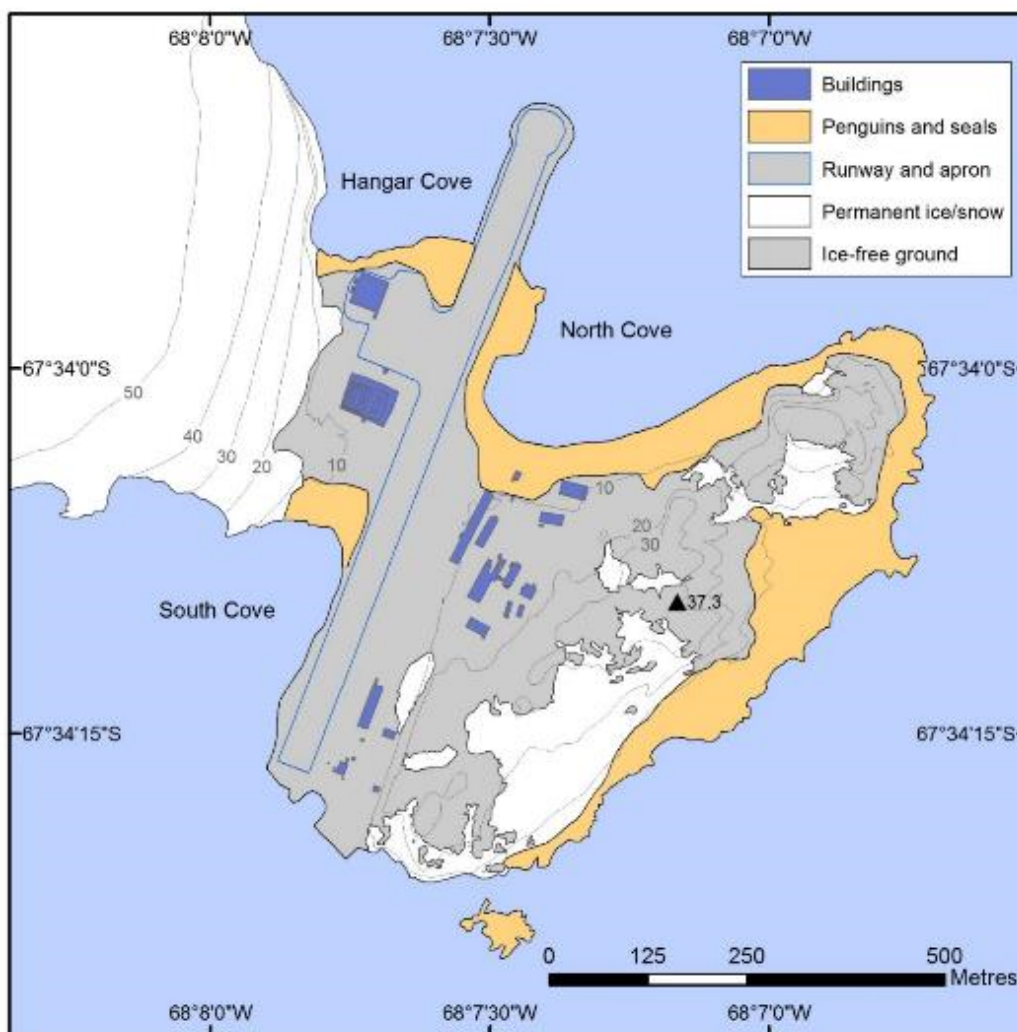 68°8'0"W 68°7'30"W 68°7'0"W
Buildings
Penguins and seals
Runway and apron
Permanent ice/snow
Ice-free ground
Hangar Cove
North Cove
67°34'0"S 67°34'0"S
50
40
30
20
10
10
20
30
37.3
South Cove
67°34'15"S 67°34'15"S
0 125 250 500
Metres
68°8'0"W 68°7'30"W 68°7'0"W